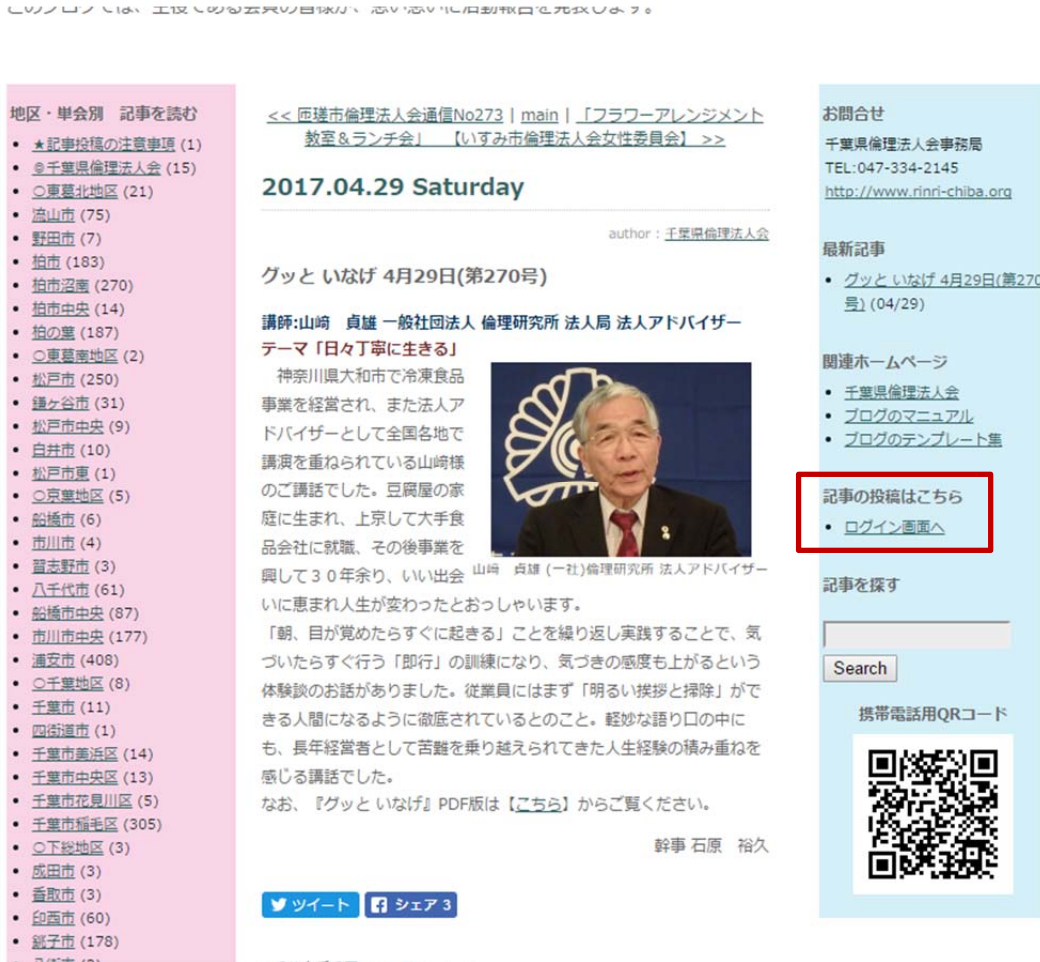 このブログでは、主役である会員の皆様が、思い思いに活動報告を発表します。
地区・単会別　記事を読む
★記事投稿の注意事項 (1)
◎千葉県倫理法人会 (15)
○東葛北地区 (21)
流山市 (75)
野田市 (7)
柏市 (183)
柏市沼南 (270)
柏市中央 (14)
柏の葉 (187)
○東葛南地区 (2)
松戸市 (250)
鎌ヶ谷市 (31)
松戸市中央 (9)
白井市 (10)
松戸市東 (1)
○京葉地区 (5)
船橋市 (6)
市川市 (4)
習志野市 (3)
八千代市 (61)
船橋市中央 (87)
市川市中央 (177)
浦安市 (408)
○千葉地区 (8)
千葉市 (11)
四街道市 (1)
千葉市美浜区 (14)
千葉市中央区 (13)
千葉市花見川区 (5)
千葉市稲毛区 (305)
○下総地区 (3)
成田市 (3)
香取市 (3)
印西市 (60)
銚子市 (178)
<< 匝瑳市倫理法人会通信No273 | main | 「フラワーアレンジメント
教室＆ランチ会」　【いすみ市倫理法人会女性委員会】 >>
2017.04.29 Saturday
author : 千葉県倫理法人会
グッと いなげ 4月29日(第270号)
講師:山﨑　貞雄 一般社団法人 倫理研究所 法人局 法人アドバイザー
テーマ「日々丁寧に生きる」
神奈川県大和市で冷凍食品
事業を経営され、また法人ア
ドバイザーとして全国各地で
講演を重ねられている山﨑様
のご講話でした。豆腐屋の家
庭に生まれ、上京して大手食
品会社に就職、その後事業を
興して３０年余り、いい出会
山﨑　貞雄 (一社)倫理研究所 法人アドバイザー
いに恵まれ人生が変わったとおっしゃいます。
「朝、目が覚めたらすぐに起きる」ことを繰り返し実践することで、気
づいたらすぐ行う「即行」の訓練になり、気づきの感度も上がるという
体験談のお話がありました。従業員にはまず「明るい挨拶と掃除」がで
きる人間になるように徹底されているとのこと。軽妙な語り口の中に
も、長年経営者として苦難を乗り越えられてきた人生経験の積み重ねを
感じる講話でした。
なお、『グッと いなげ』PDF版は【こちら】からご覧ください。
幹事 石原　裕久
ツイート
シェア 3
お問合せ
千葉県倫理法人会事務局
TEL:047-334-2145
http://www.rinri-chiba.org
最新記事
グッと いなげ 4月29日(第270
号) (04/29)
関連ホームページ
千葉県倫理法人会
ブログのマニュアル
ブログのテンプレート集
記事の投稿はこちら
ログイン画面へ
記事を探す
Search
携帯電話用QRコード